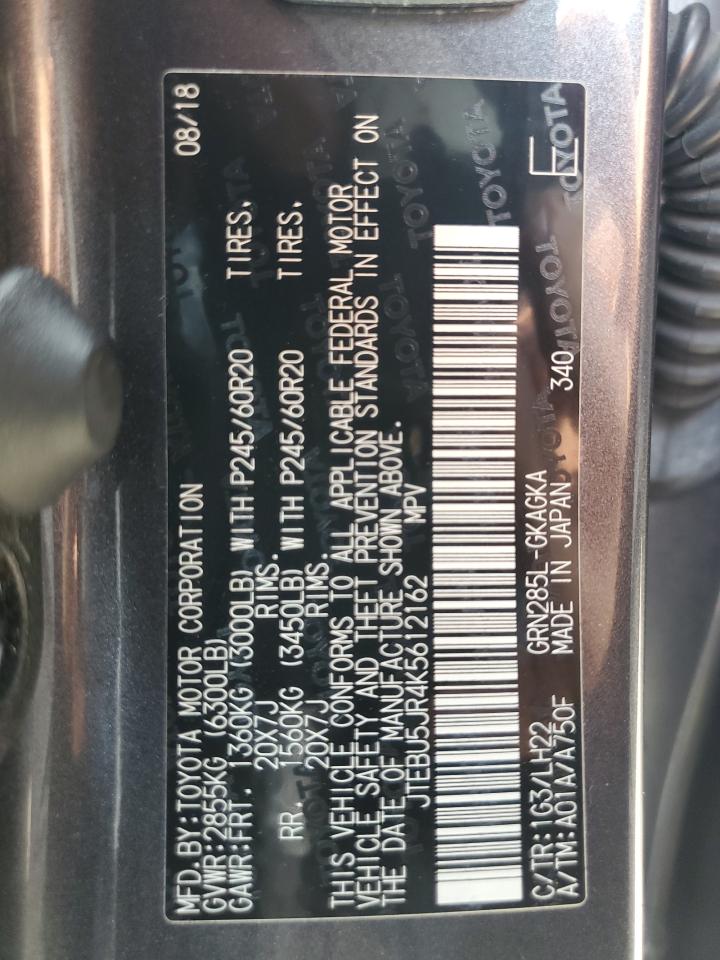 MFD.BY:TOYOTA MOTOR CORPORATION 08/18
GVWR:2855KG (6300LB)
GAWR:FRT. 1360KG (3000LB) WITH P245/60R20 TIRES.
20X7J RIMS.
RR. 1560KG (3450LB) WITH P245/60R20 TIRES.
20X7J RIMS.
THIS VEHICLE CONFORMS TO ALL APPLICABLE FEDERAL MOTOR
VEHICLE SAFETY AND THEFT PREVENTION STANDARDS IN EFFECT ON
THE DATE OF MANUFACTURE SHOWN ABOVE.
JTEBU5JR4K5612162 MPV
C/TR:1G3/LH22 GRN285L-GKAGKA
A/TM:A01A/A750F MADE IN JAPAN 340
TOYOTA